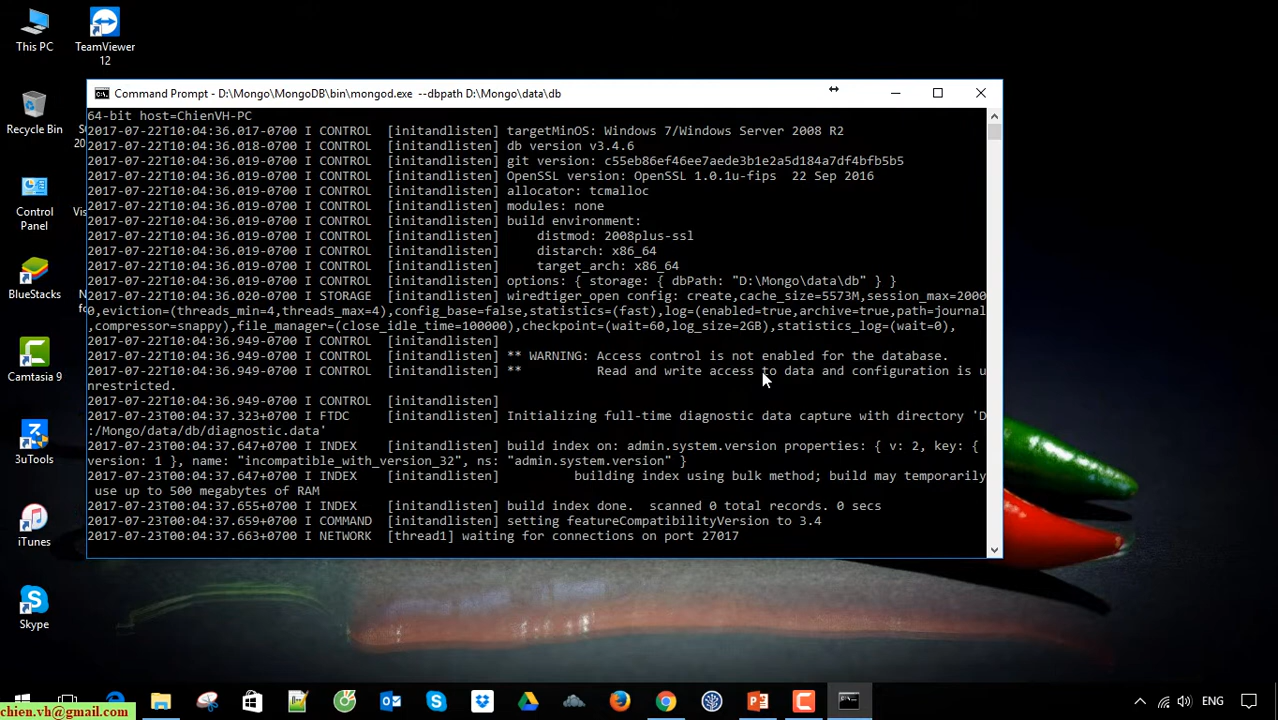 This PC
TeamViewer
12
Recycle Bin
Control
Panel
BlueStacks
Camtasia 9
3uTools
iTunes
Skype
Command Prompt - D:\Mongo\MongoDB\bin\mongod.exe --dbpath D:\Mongo\data\db
64-bit host=ChienVH-PC
2017-07-22T10:04:36.017-0700 I CONTROL  [initandlisten] targetMinOS: Windows 7/Windows Server 2008 R2
2017-07-22T10:04:36.018-0700 I CONTROL  [initandlisten] db version v3.4.6
2017-07-22T10:04:36.019-0700 I CONTROL  [initandlisten] git version: c55eb86ef46ee7aede3b1e2a5d184a7df4bfb5b5
2017-07-22T10:04:36.019-0700 I CONTROL  [initandlisten] OpenSSL version: OpenSSL 1.0.1u-fips  22 Sep 2016
2017-07-22T10:04:36.019-0700 I CONTROL  [initandlisten] allocator: tcmalloc
2017-07-22T10:04:36.019-0700 I CONTROL  [initandlisten] modules: none
2017-07-22T10:04:36.019-0700 I CONTROL  [initandlisten] build environment:
2017-07-22T10:04:36.019-0700 I CONTROL  [initandlisten]     distmod: 2008plus-ssl
2017-07-22T10:04:36.019-0700 I CONTROL  [initandlisten]     distarch: x86_64
2017-07-22T10:04:36.019-0700 I CONTROL  [initandlisten]     target_arch: x86_64
2017-07-22T10:04:36.019-0700 I CONTROL  [initandlisten] options: { storage: { dbPath: "D:\Mongo\data\db" } }
2017-07-22T10:04:36.020-0700 I STORAGE  [initandlisten] wiredtiger_open config: create,cache_size=5573M,session_max=2000
0,eviction=(threads_min=4,threads_max=4),config_base=false,statistics=(fast),log=(enabled=true,archive=true,path=journal
,compressor=snappy),file_manager=(close_idle_time=100000),checkpoint=(wait=60,log_size=2GB),statistics_log=(wait=0),
2017-07-22T10:04:36.949-0700 I CONTROL  [initandlisten]
2017-07-22T10:04:36.949-0700 I CONTROL  [initandlisten] ** WARNING: Access control is not enabled for the database.
2017-07-22T10:04:36.949-0700 I CONTROL  [initandlisten] **          Read and write access to data and configuration is u
nrestricted.
2017-07-22T10:04:36.949-0700 I CONTROL  [initandlisten]
2017-07-23T00:04:37.323+0700 I FTDC     [initandlisten] Initializing full-time diagnostic data capture with directory 'D
:/Mongo/data/db/diagnostic.data'
2017-07-23T00:04:37.647+0700 I INDEX    [initandlisten] build index on: admin.system.version properties: { v: 2, key: {
version: 1 }, name: "incompatible_with_version_32", ns: "admin.system.version" }
2017-07-23T00:04:37.647+0700 I INDEX    [initandlisten]          building index using bulk method; build may temporarily
 use up to 500 megabytes of RAM
2017-07-23T00:04:37.655+0700 I INDEX    [initandlisten] build index done.  scanned 0 total records. 0 secs
2017-07-23T00:04:37.659+0700 I COMMAND  [initandlisten] setting featureCompatibilityVersion to 3.4
2017-07-23T00:04:37.663+0700 I NETWORK  [thread1] waiting for connections on port 27017
chien.vh@gmail.com
ENG